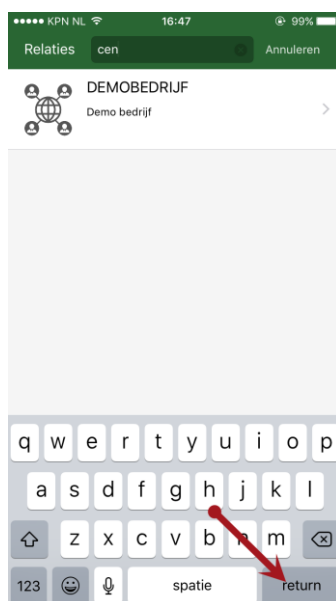 KPN NL 16:47 99%
Relaties cen Annuleren
DEMOBEDRIJF
Demo bedrijf
q w e r t y u i o p
a s d f g h j k l
z x c v b n m
123 spatie return